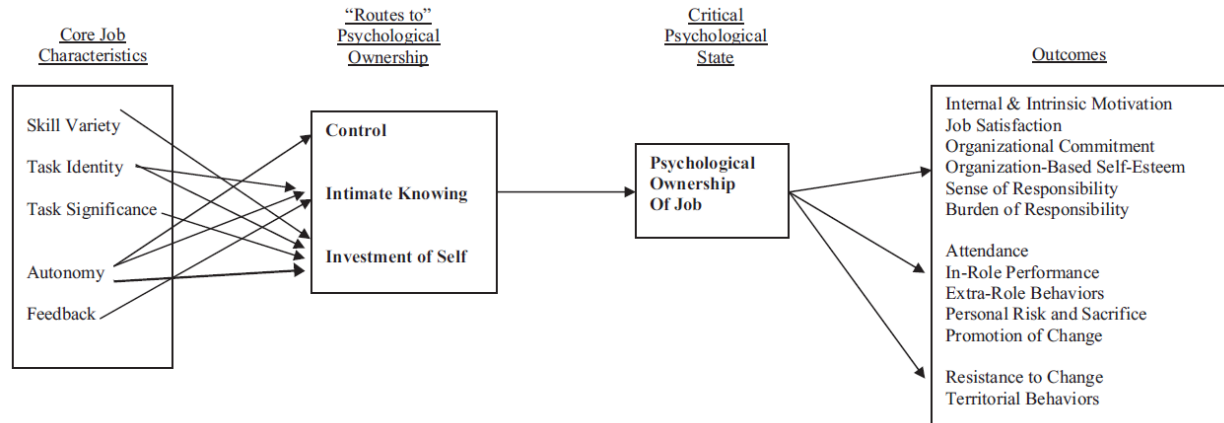 Core Job
Characteristics
“Routes to”
Psychological
Ownership
Critical
Psychological
State
Outcomes
Skill Variety
Task Identity
Task Significance
Autonomy
Feedback
Control
Intimate Knowing
Investment of Self
Psychological
Ownership
Of Job
Internal & Intrinsic Motivation
Job Satisfaction
Organizational Commitment
Organization-Based Self-Esteem
Sense of Responsibility
Burden of Responsibility
Attendance
In-Role Performance
Extra-Role Behaviors
Personal Risk and Sacrifice
Promotion of Change
Resistance to Change
Territorial Behaviors